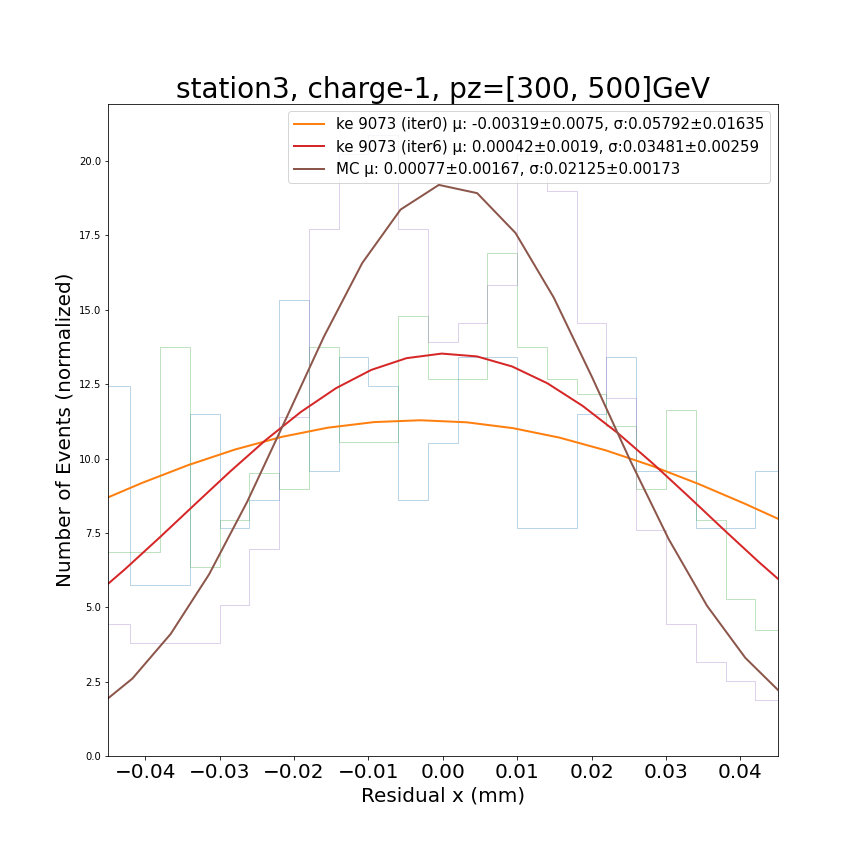 station3, charge-1, pz=[300, 500]GeV
ke 9073 (iter0) μ: -0.00319±0.0075, σ:0.05792±0.01635
ke 9073 (iter6) μ: 0.00042±0.0019, σ:0.03481±0.00259
MC μ: 0.00077±0.00167, σ:0.02125±0.00173
20.0
17.5
15.0
12.5
10.0
7.5
5.0
2.5
0.0
Number of Events (normalized)
−0.04 −0.03 −0.02 −0.01 0.00 0.01 0.02 0.03 0.04
Residual x (mm)